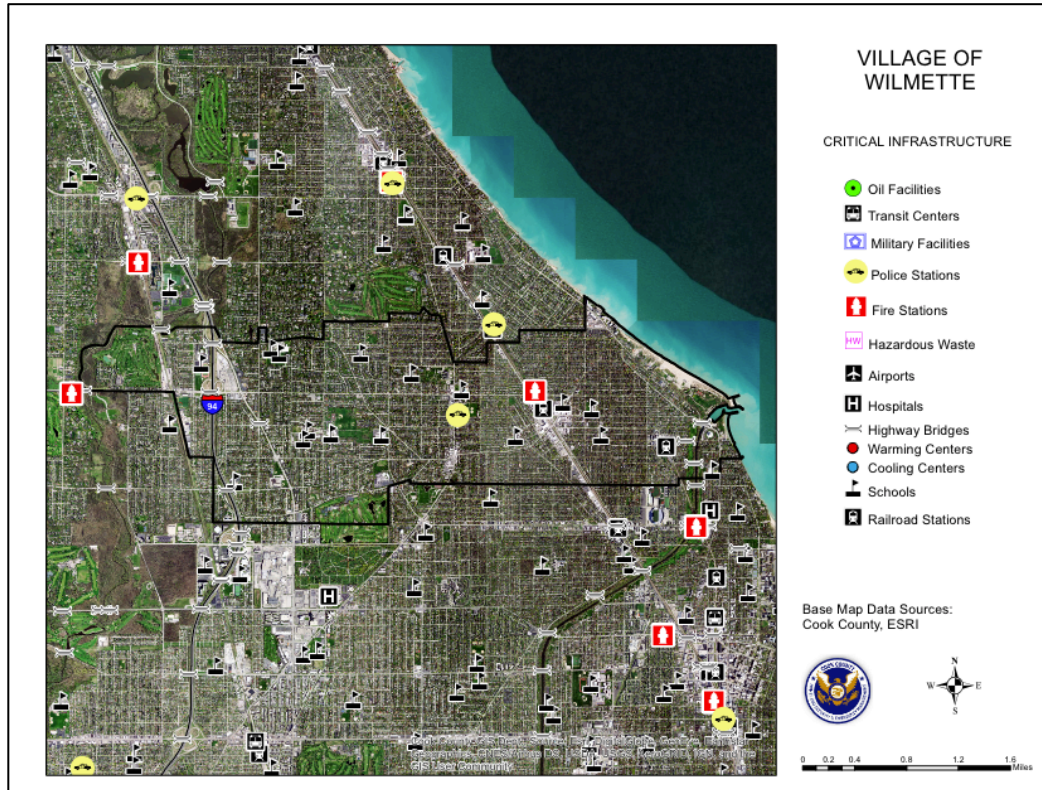 VILLAGE OF
WILMETTE
CRITICAL INFRASTRUCTURE
Oil Facilities
Transit Centers
Military Facilities
Police Stations
Fire Stations
HW Hazardous Waste
Airports
H Hospitals
Highway Bridges
Warming Centers
Cooling Centers
Schools
Railroad Stations
94
H
H
Base Map Data Sources:
Cook County, ESRI
N
W E
S
0 0.2 0.4 0.8 1.2 1.6
Miles
GIS User Community